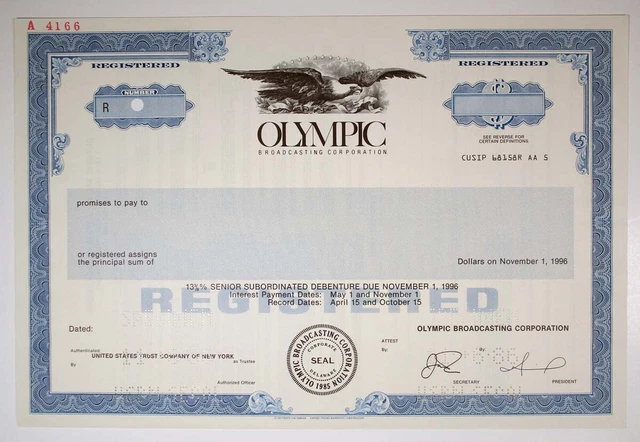 A 4166
REGISTERED
REGISTERED
NUMBER
R
OLYMPIC
BROADCASTING CORPORATION
SEE REVERSE FOR
CERTAIN DEFINITIONS
CUSIP 68158R AA 5
promises to pay to
or registered assigns
the principal sum of
Dollars on November 1, 1996
SENIOR SUBORDINATED DEBENTURE DUE NOVEMBER 1, 1996
Interest Payment Dates: May 1 and November 1
Record Dates: April 15 and October 15
REGISTERED
Dated:
OLYMPIC BROADCASTING CORPORATION
Authenticated:
UNITED STATES TRUST COMPANY OF NEW YORK
By
as Trustee
Authorized Officer
OLYMPIC BROADCASTING CORPORATION
CORPORATE
SEAL
DELAWARE
1985
ATTEST
By:
By:
SECRETARY
PRESIDENT